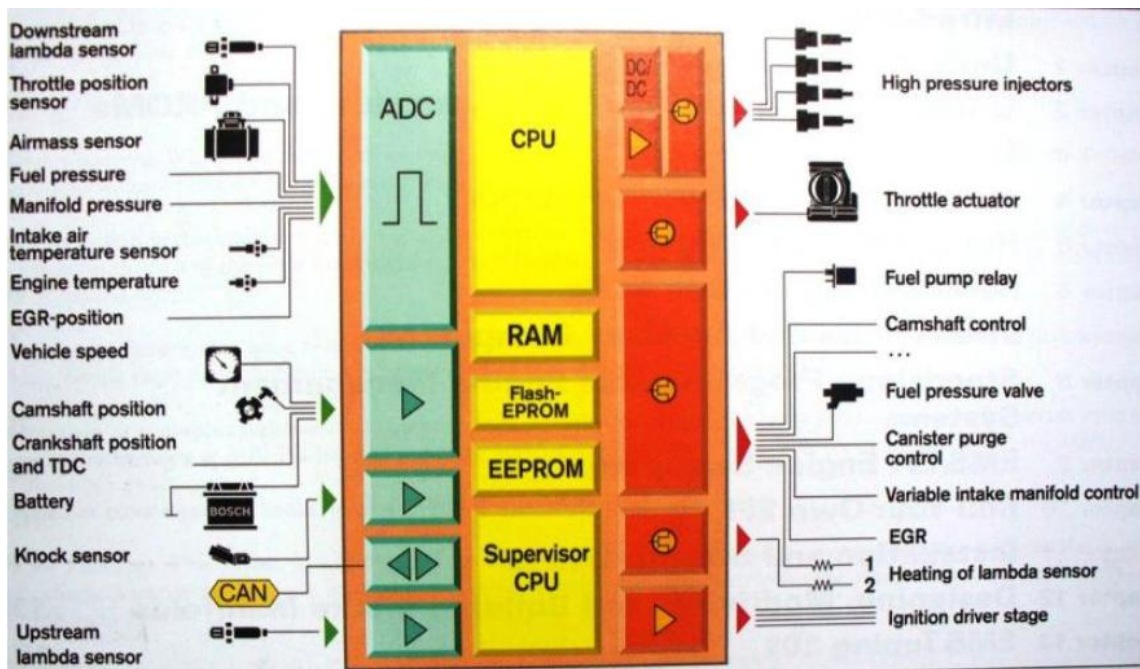 Downstream
lambda sensor
Throttle position
sensor
Airmass sensor
Fuel pressure
Manifold pressure
Intake air
temperature sensor
Engine temperature
EGR-position
Vehicle speed
Camshaft position
Crankshaft position
and TDC
Battery
BOSCH
Knock sensor
CAN
Upstream
lambda sensor
ADC
CPU
RAM
Flash-
EPROM
EEPROM
Supervisor
CPU
DC/
DC
High pressure injectors
Throttle actuator
Fuel pump relay
Camshaft control
...
Fuel pressure valve
Canister purge
control
Variable intake manifold control
EGR
1
2
Heating of lambda sensor
Ignition driver stage